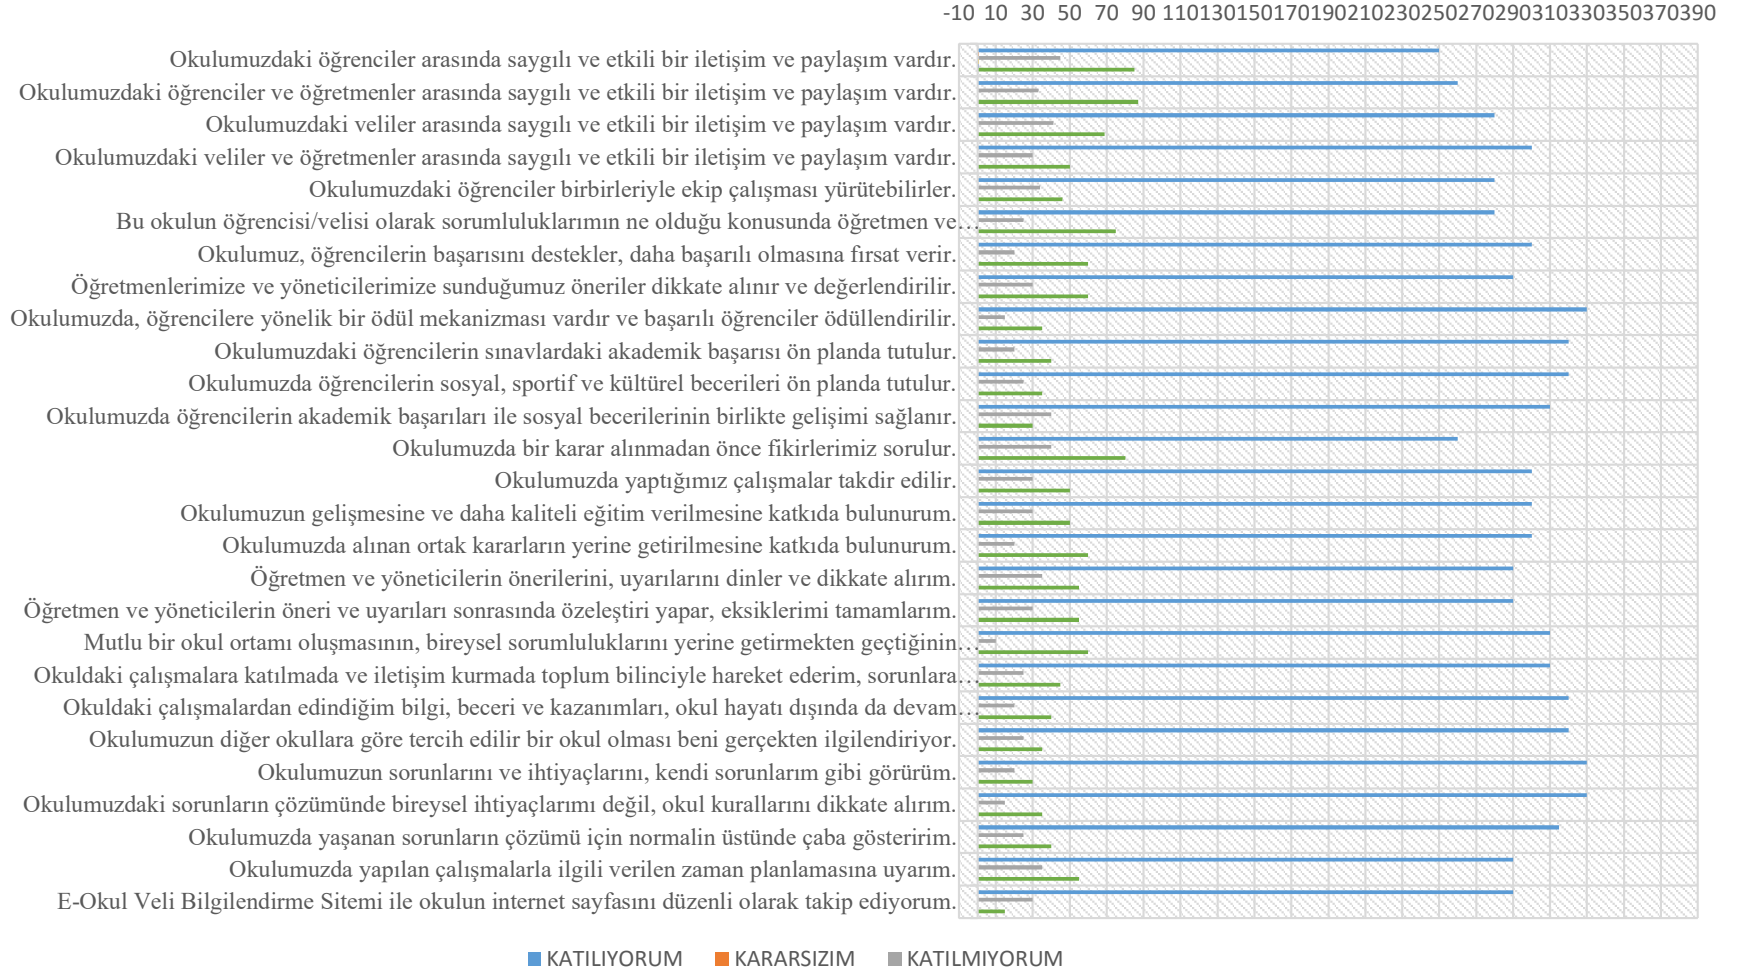 -10 10 30 50 70 90 110130150170190210230250270290310330350370390
Okulumuzdaki öğrenciler arasında saygılı ve etkili bir iletişim ve paylaşım vardır.
Okulumuzdaki öğrenciler ve öğretmenler arasında saygılı ve etkili bir iletişim ve paylaşım vardır.
Okulumuzdaki veliler arasında saygılı ve etkili bir iletişim ve paylaşım vardır.
Okulumuzdaki veliler ve öğretmenler arasında saygılı ve etkili bir iletişim ve paylaşım vardır.
Okulumuzdaki öğrenciler birbirleriyle ekip çalışması yürütebilirler.
Bu okulun öğrencisi/velisi olarak sorumluluklarımın ne olduğu konusunda öğretmen ve…
Okulumuz, öğrencilerin başarısını destekler, daha başarılı olmasına fırsat verir.
Öğretmenlerimize ve yöneticilerimize sunduğumuz öneriler dikkate alınır ve değerlendirilir.
Okulumuzda, öğrencilere yönelik bir ödül mekanizması vardır ve başarılı öğrenciler ödüllendirilir.
Okulumuzdaki öğrencilerin sınavlardaki akademik başarısı ön planda tutulur.
Okulumuzda öğrencilerin sosyal, sportif ve kültürel becerileri ön planda tutulur.
Okulumuzda öğrencilerin akademik başarıları ile sosyal becerilerinin birlikte gelişimi sağlanır.
Okulumuzda bir karar alınmadan önce fikirlerimiz sorulur.
Okulumuzda yaptığımız çalışmalar takdir edilir.
Okulumuzun gelişmesine ve daha kaliteli eğitim verilmesine katkıda bulunurum.
Okulumuzda alınan ortak kararların yerine getirilmesine katkıda bulunurum.
Öğretmen ve yöneticilerin önerilerini, uyarılarını dinler ve dikkate alırım.
Öğretmen ve yöneticilerin öneri ve uyarıları sonrasında özeleştiri yapar, eksiklerimi tamamlarım.
Mutlu bir okul ortamı oluşmasının, bireysel sorumluluklarını yerine getirmekten geçtiğinin…
Okuldaki çalışmalara katılmada ve iletişim kurmada toplum bilinciyle hareket ederim, sorunlara…
Okuldaki çalışmalardan edindiğim bilgi, beceri ve kazanımları, okul hayatı dışında da devam…
Okulumuzun diğer okullara göre tercih edilir bir okul olması beni gerçekten ilgilendiriyor.
Okulumuzun sorunlarını ve ihtiyaçlarını, kendi sorunlarım gibi görürüm.
Okulumuzdaki sorunların çözümünde bireysel ihtiyaçlarımı değil, okul kurallarını dikkate alırım.
Okulumuzda yaşanan sorunların çözümü için normalin üstünde çaba gösteririm.
Okulumuzda yapılan çalışmalarla ilgili verilen zaman planlamasına uyarım.
E-Okul Veli Bilgilendirme Sitemi ile okulun internet sayfasını düzenli olarak takip ediyorum.
KATILIYORUM KARARSIZIM KATILMIYORUM